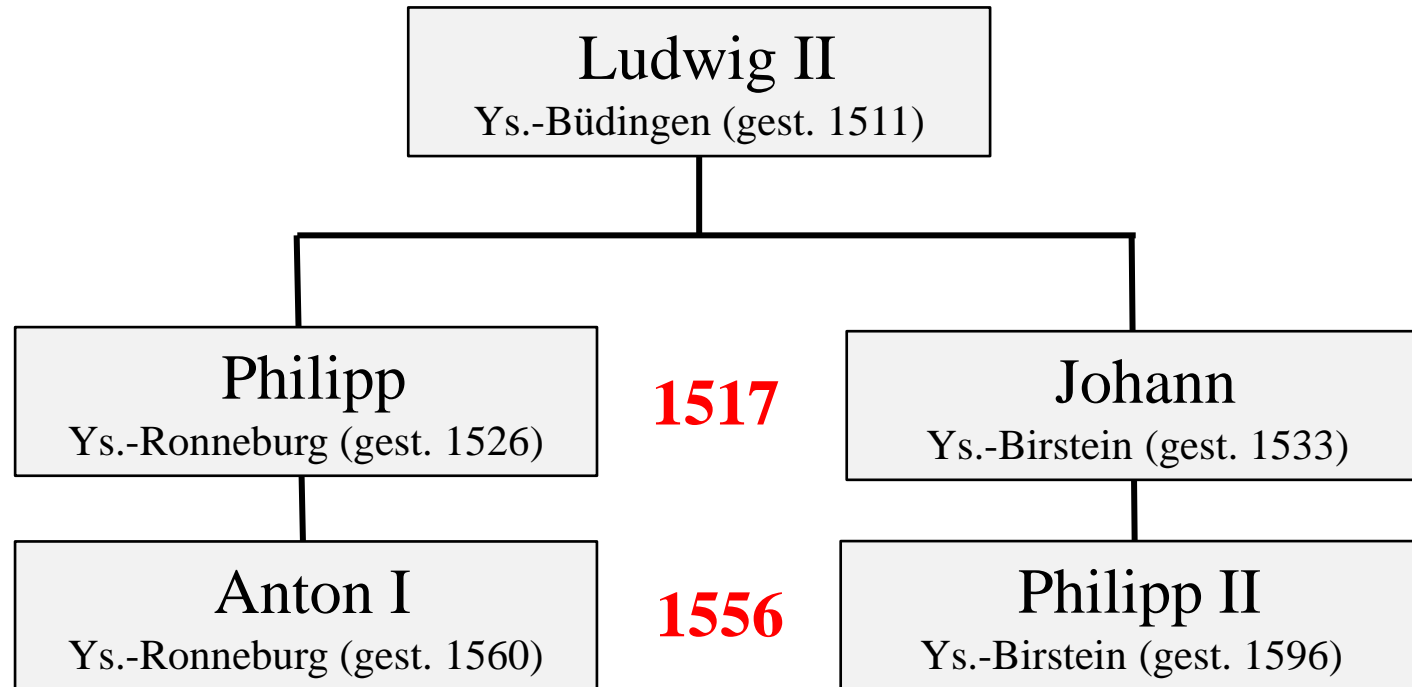 Ludwig II
Ys.-Büdingen (gest. 1511)
Philipp
Ys.-Ronneburg (gest. 1526)
1517
Johann
Ys.-Birstein (gest. 1533)
Anton I
Ys.-Ronneburg (gest. 1560)
1556
Philipp II
Ys.-Birstein (gest. 1596)